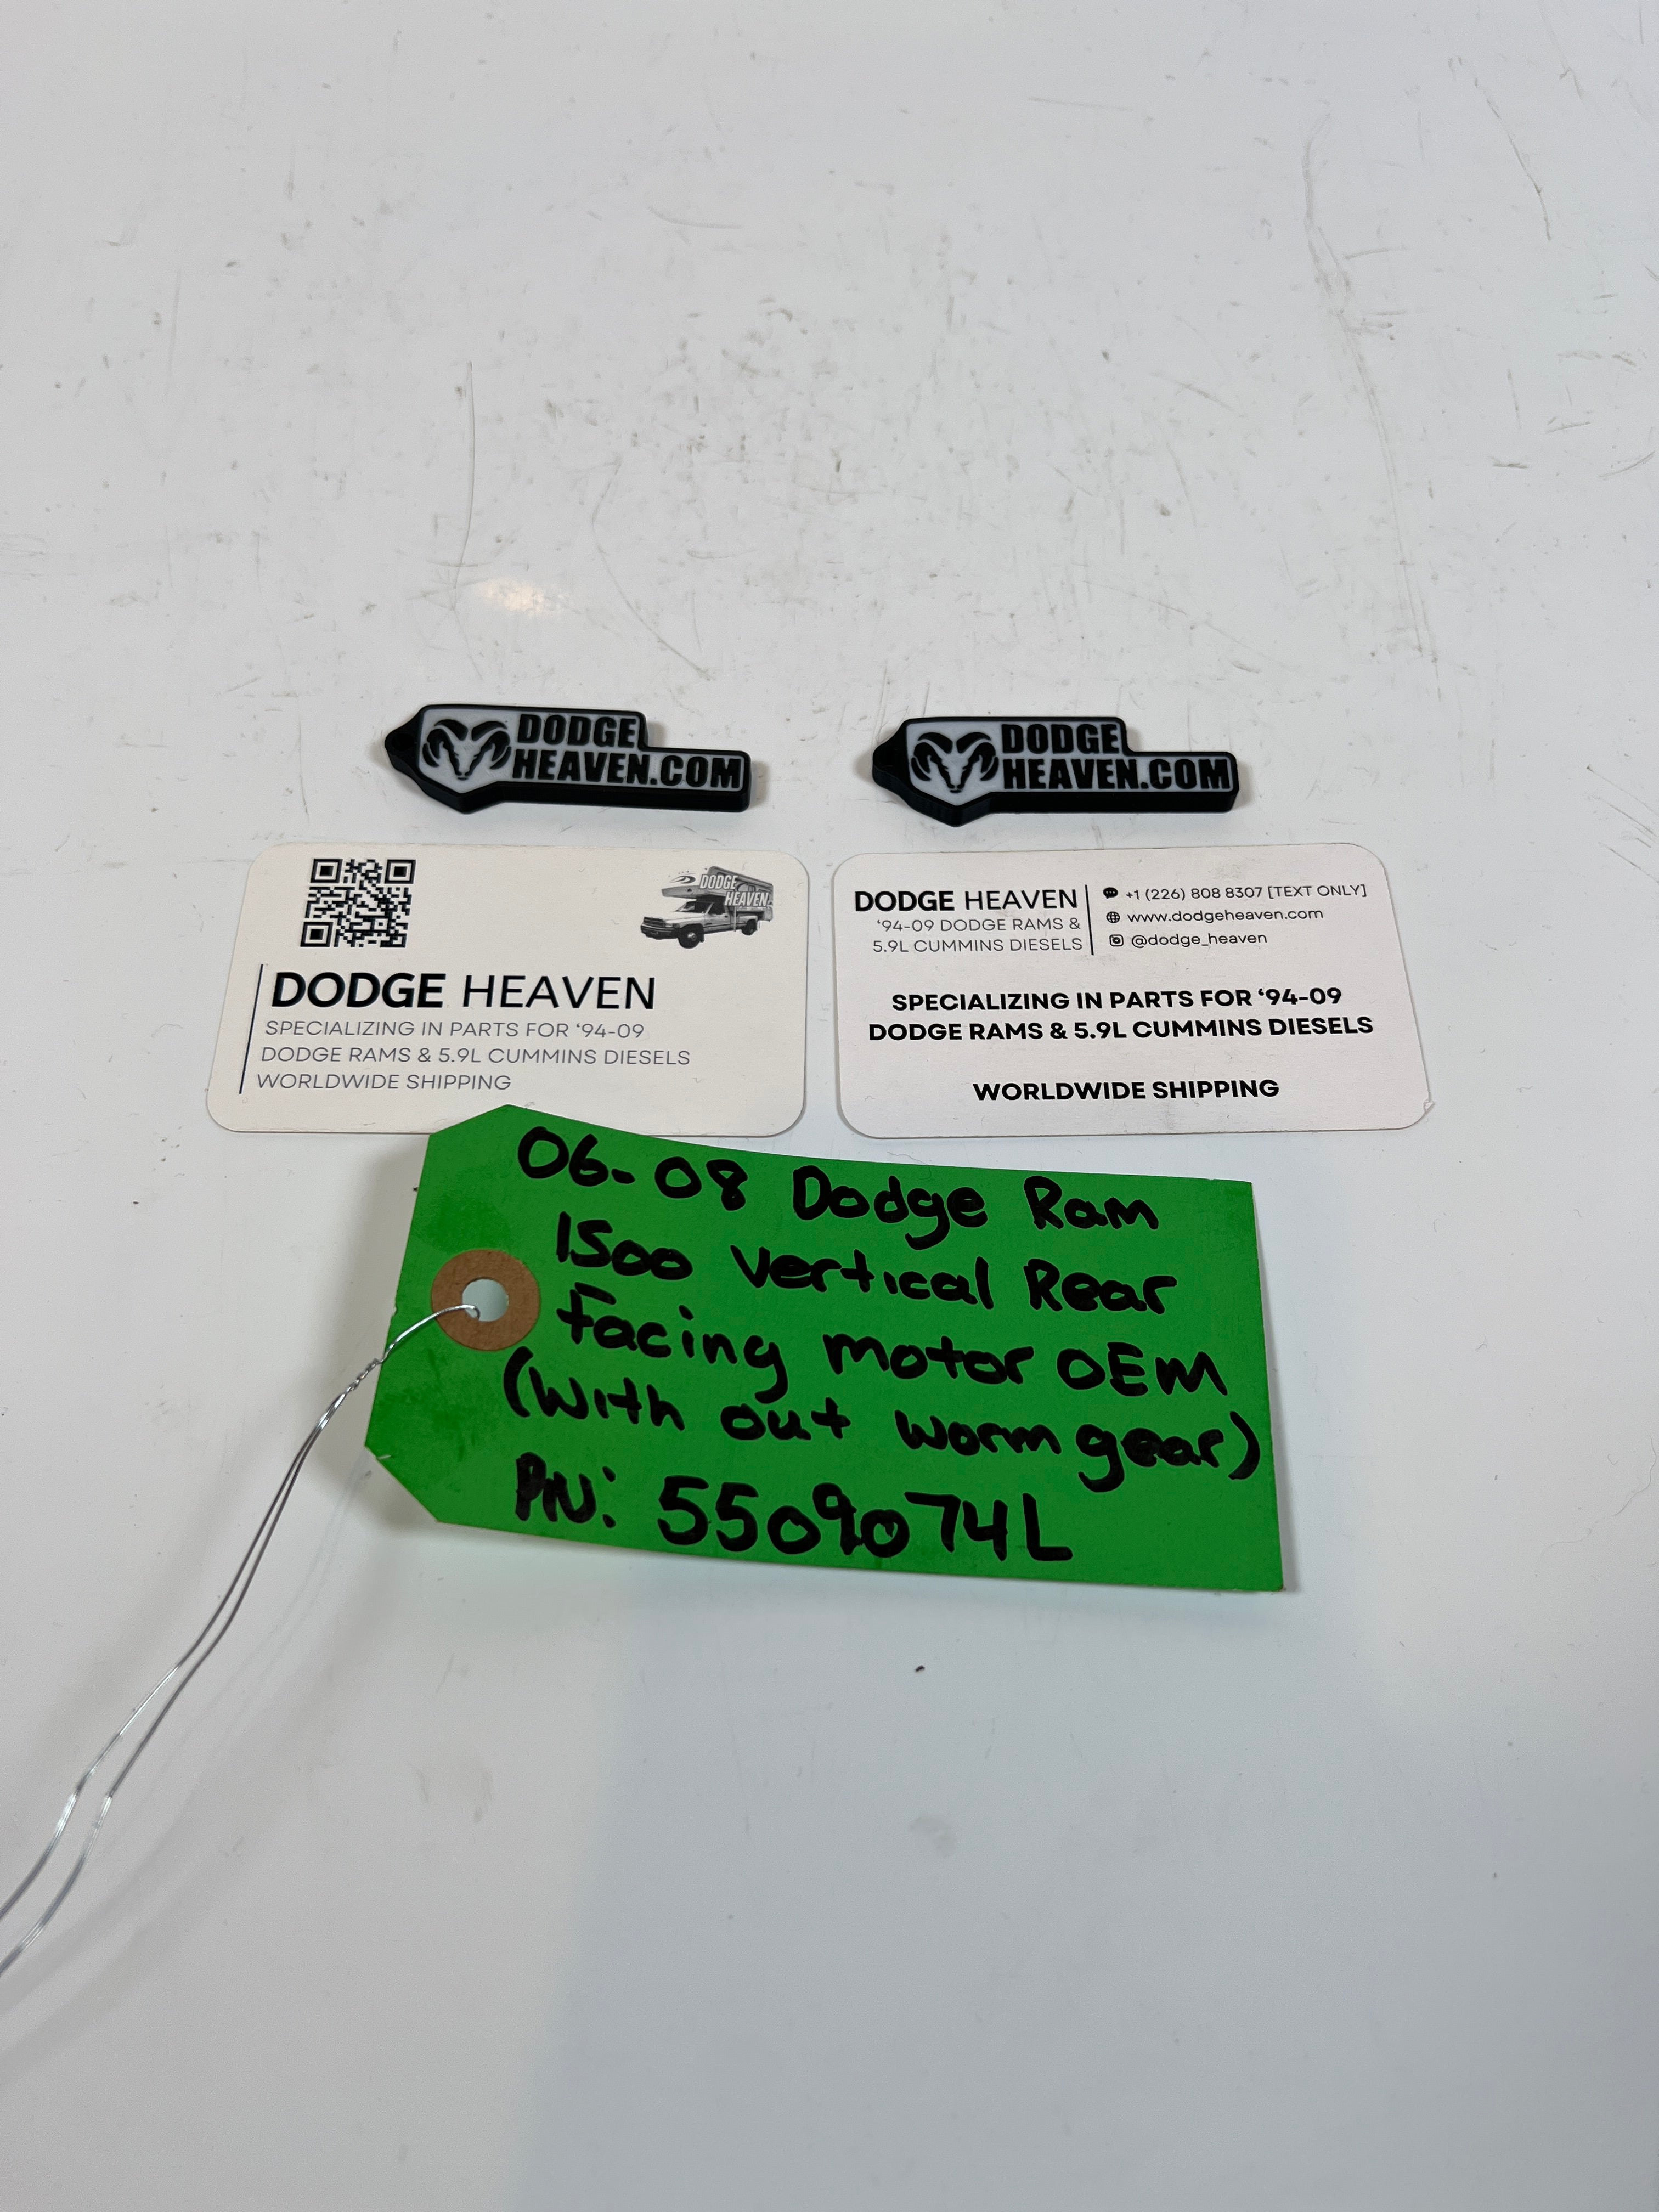 DODGE
HEAVEN.COM
DODGE
HEAVEN.COM
DODGE
HEAVEN
DODGE HEAVEN
SPECIALIZING IN PARTS FOR ‘94-09
DODGE RAMS & 5.9L CUMMINS DIESELS
WORLDWIDE SHIPPING
DODGE HEAVEN
‘94-09 DODGE RAMS &
5.9L CUMMINS DIESELS
+1 (226) 808 8307 [TEXT ONLY]
www.dodgeheaven.com
@dodge_heaven
SPECIALIZING IN PARTS FOR ‘94-09
DODGE RAMS & 5.9L CUMMINS DIESELS
WORLDWIDE SHIPPING
06-08 Dodge Ram
1500 Vertical Rear
Facing motor OEM
(With out worm gear)
PN: 5509074L